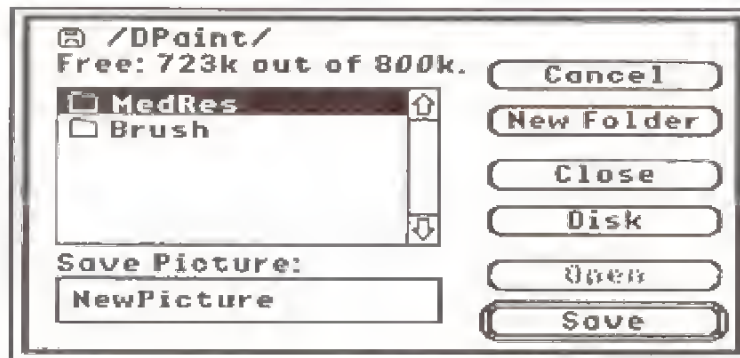 /DPaint/
Free: 723k out of 800k.
MedRes
Brush
Save Picture:
NewPicture
Cancel
New Folder
Close
Disk
Open
Save